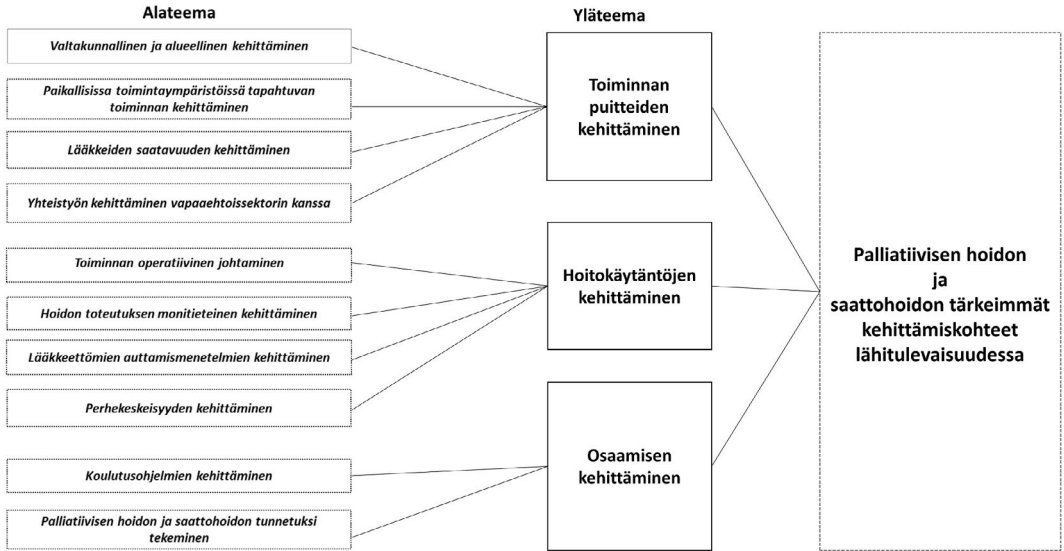 Alateema
Yläteema
Valtakunnallinen ja alueellinen kehittäminen
Paikallisissa toimintaympäristöissä tapahtuvan
toiminnan kehittäminen
Lääkkeiden saatavuuden kehittäminen
Yhteistyön kehittäminen vapaaehtoissektorin kanssa
Toiminnan
puitteiden
kehittäminen
Toiminnan operatiivinen johtaminen
Hoidon toteutuksen monitieteinen kehittäminen
Lääkkeettömien auttamismenetelmien kehittäminen
Perhekeskeisyyden kehittäminen
Hoitokäytäntöjen
kehittäminen
Koulutusohjelmien kehittäminen
Palliatiivisen hoidon ja saattohoidon tunnetuksi
tekeminen
Osaamisen
kehittäminen
Palliatiivisen hoidon
ja
saattohoidon tärkeimmät
kehittämiskohteet
lähitulevaisuudessa